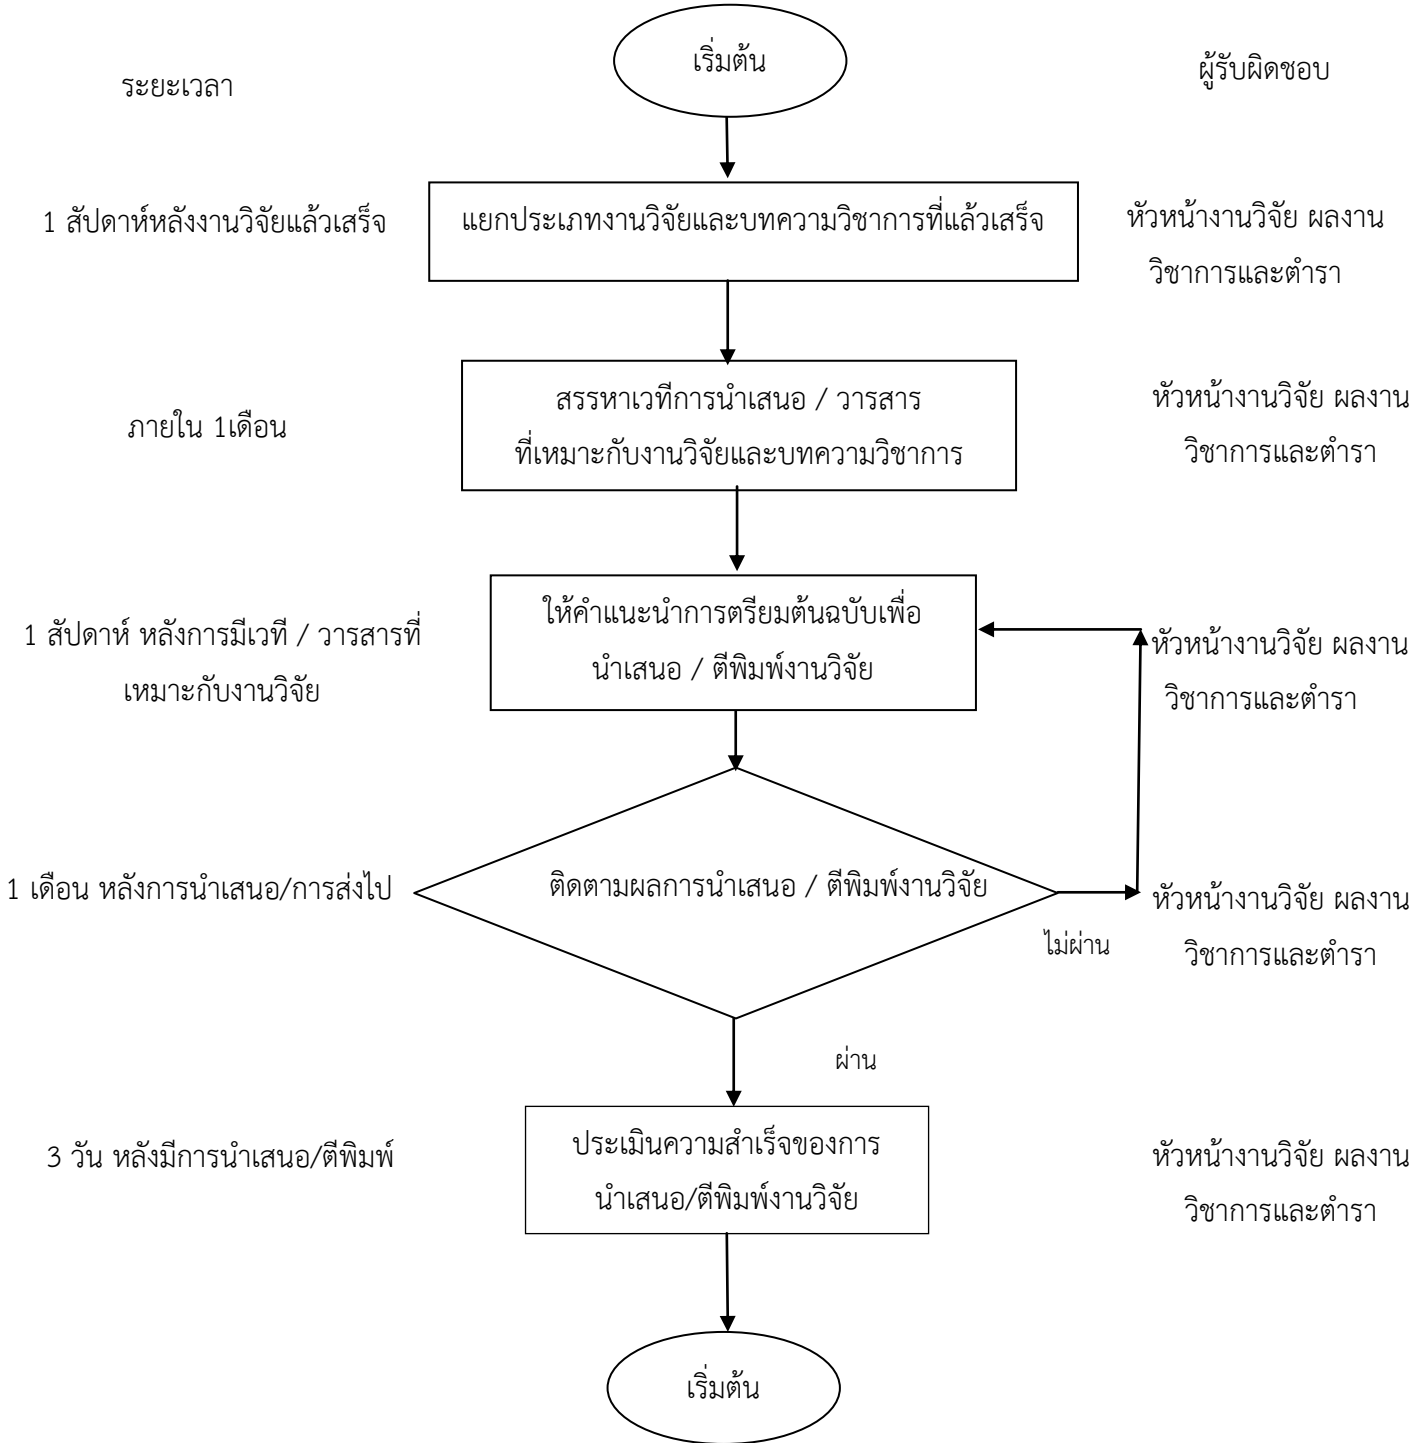 เริ่มต้น
ระยะเวลา
ผู้รับผิดชอบ
1 สัปดาห์หลังงานวิจัยแล้วเสร็จ
แยกประเภทงานวิจัยและบทความวิชาการที่แล้วเสร็จ
หัวหน้างานวิจัย ผลงาน
วิชาการและตำรา
ภายใน 1เดือน
สรรหาเวทีการนำเสนอ / วารสาร
ที่เหมาะกับงานวิจัยและบทความวิชาการ
หัวหน้างานวิจัย ผลงาน
วิชาการและตำรา
1 สัปดาห์ หลังการมีเวที / วารสารที่
เหมาะกับงานวิจัย
ให้คำแนะนำการตรียมต้นฉบับเพื่อ
นำเสนอ / ตีพิมพ์งานวิจัย
หัวหน้างานวิจัย ผลงาน
วิชาการและตำรา
1 เดือน หลังการนำเสนอ/การส่งไป
ติดตามผลการนำเสนอ / ตีพิมพ์งานวิจัย
ไม่ผ่าน
หัวหน้างานวิจัย ผลงาน
วิชาการและตำรา
ผ่าน
3 วัน หลังมีการนำเสนอ/ตีพิมพ์
ประเมินความสำเร็จของการ
นำเสนอ/ตีพิมพ์งานวิจัย
หัวหน้างานวิจัย ผลงาน
วิชาการและตำรา
เริ่มต้น